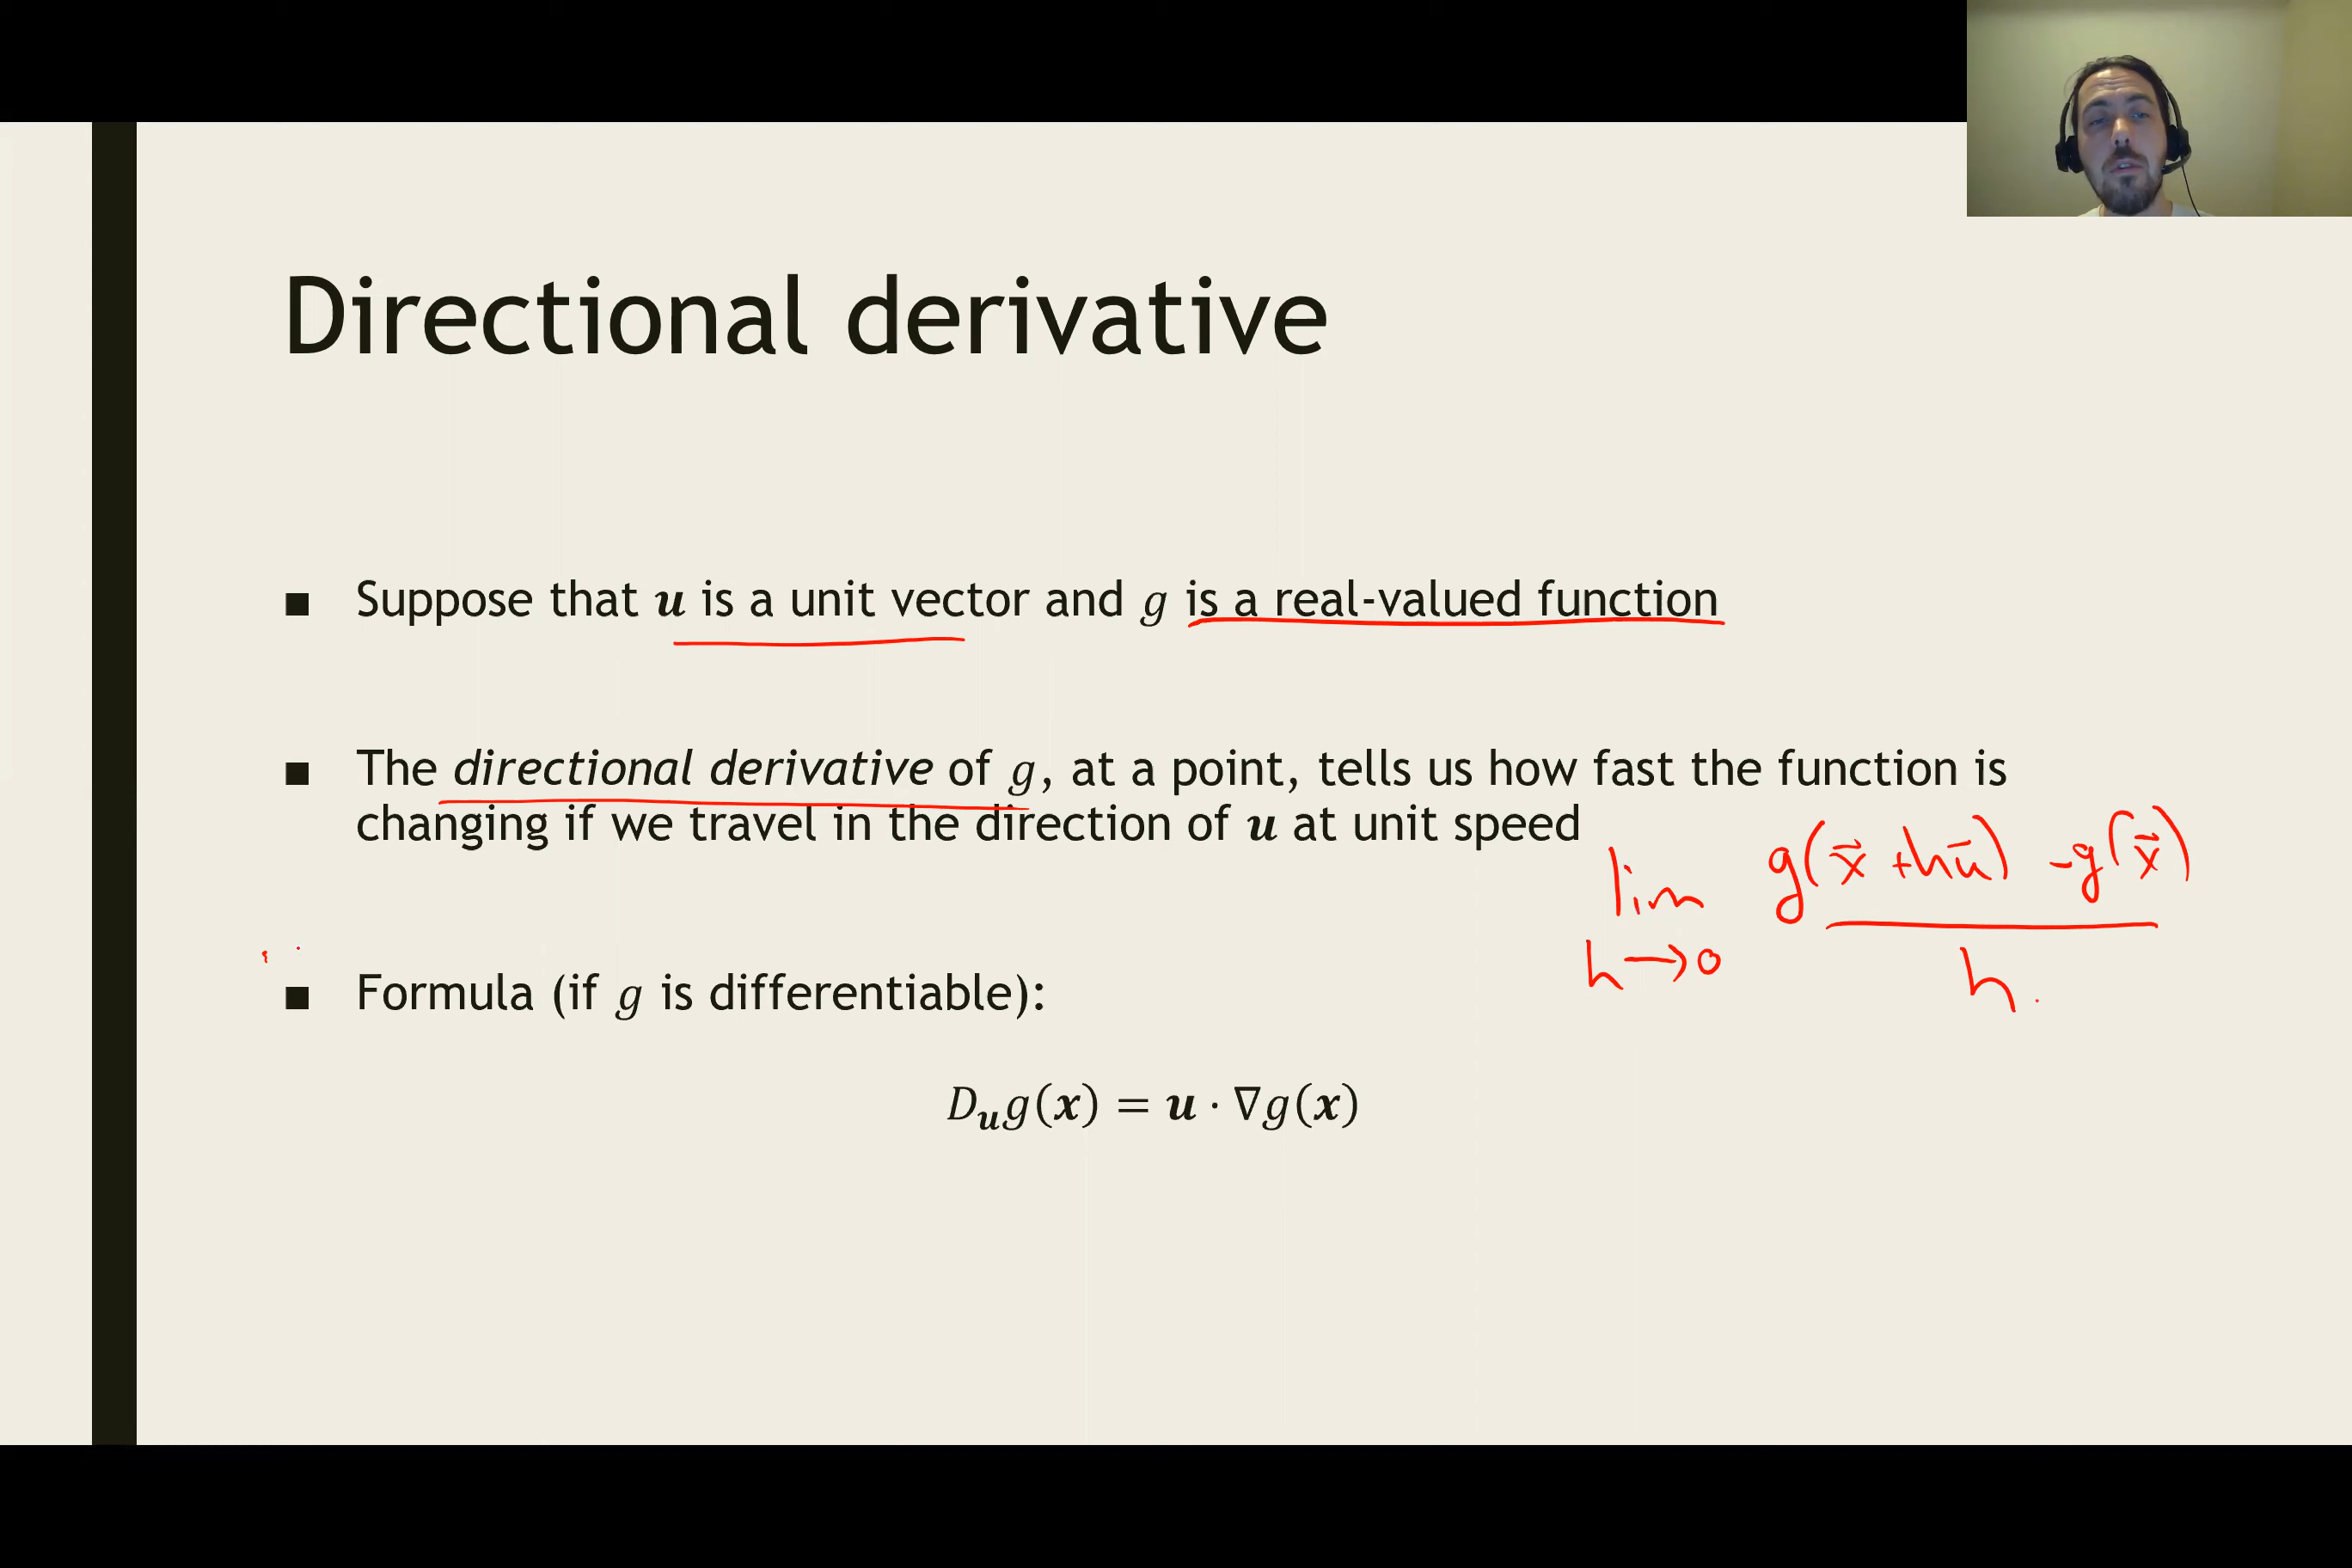 Directional derivative
■ Suppose that u is a unit vector and g is a real-valued function
■ The directional derivative of g, at a point, tells us how fast the function is
changing if we travel in the direction of u at unit speed
lim g(x⃗ + hu⃗) - g(x⃗)
h → 0 h
■ Formula (if g is differentiable):
D_u g(x) = u · ∇g(x)